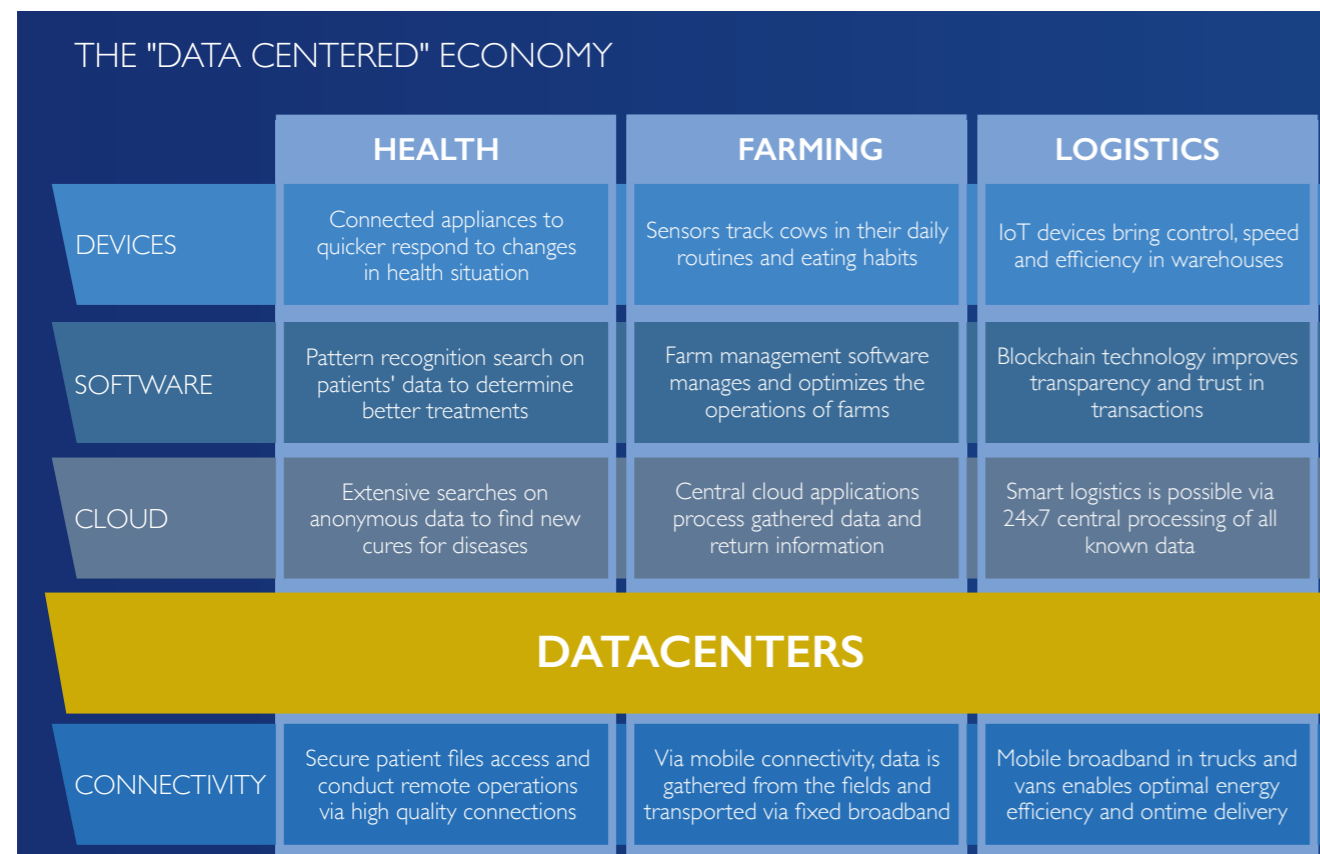 THE "DATA CENTERED" ECONOMY
HEALTH
FARMING
LOGISTICS
DEVICES
Connected appliances to
quicker respond to changes
in health situation
Sensors track cows in their daily
routines and eating habits
IoT devices bring control, speed
and efficiency in warehouses
SOFTWARE
Pattern recognition search on
patients' data to determine
better treatments
Farm management software
manages and optimizes the
operations of farms
Blockchain technology improves
transparency and trust in
transactions
CLOUD
Extensive searches on
anonymous data to find new
cures for diseases
Central cloud applications
process gathered data and
return information
Smart logistics is possible via
24x7 central processing of all
known data
DATACENTERS
CONNECTIVITY
Secure patient files access and
conduct remote operations
via high quality connections
Via mobile connectivity, data is
gathered from the fields and
transported via fixed broadband
Mobile broadband in trucks and
vans enables optimal energy
efficiency and ontime delivery